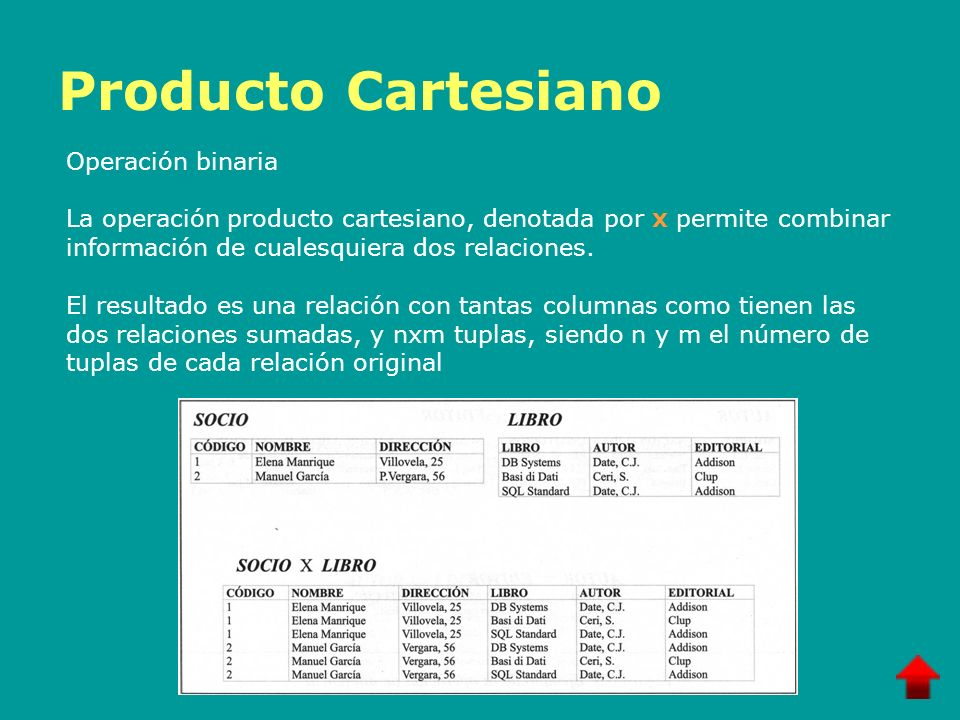 Producto Cartesiano
Operación binaria
La operación producto cartesiano, denotada por x permite combinar
información de cualesquiera dos relaciones.
El resultado es una relación con tantas columnas como tienen las
dos relaciones sumadas, y nxm tuplas, siendo n y m el número de
tuplas de cada relación original
SOCIO
CÓDIGO NOMBRE DIRECCIÓN
1 Elena Manrique Villovela, 25
2 Manuel García P.Vergara, 56
LIBRO
LIBRO AUTOR EDITORIAL
DB Systems Date, C.J. Addison
Basi di Dati Ceri, S. Clup
SQL Standard Date, C.J. Addison
SOCIO X LIBRO
CÓDIGO NOMBRE DIRECCIÓN LIBRO AUTOR EDITORIAL
1 Elena Manrique Villovela, 25 DB Systems Date, C.J. Addison
1 Elena Manrique Villovela, 25 Basi di Dati Ceri, S. Clup
1 Elena Manrique Villovela, 25 SQL Standard Date, C.J. Addison
2 Manuel García Vergara, 56 DB Systems Date, C.J. Addison
2 Manuel García Vergara, 56 Basi di Dati Ceri, S. Clup
2 Manuel García Vergara, 56 SQL Standard Date, C.J. Addison